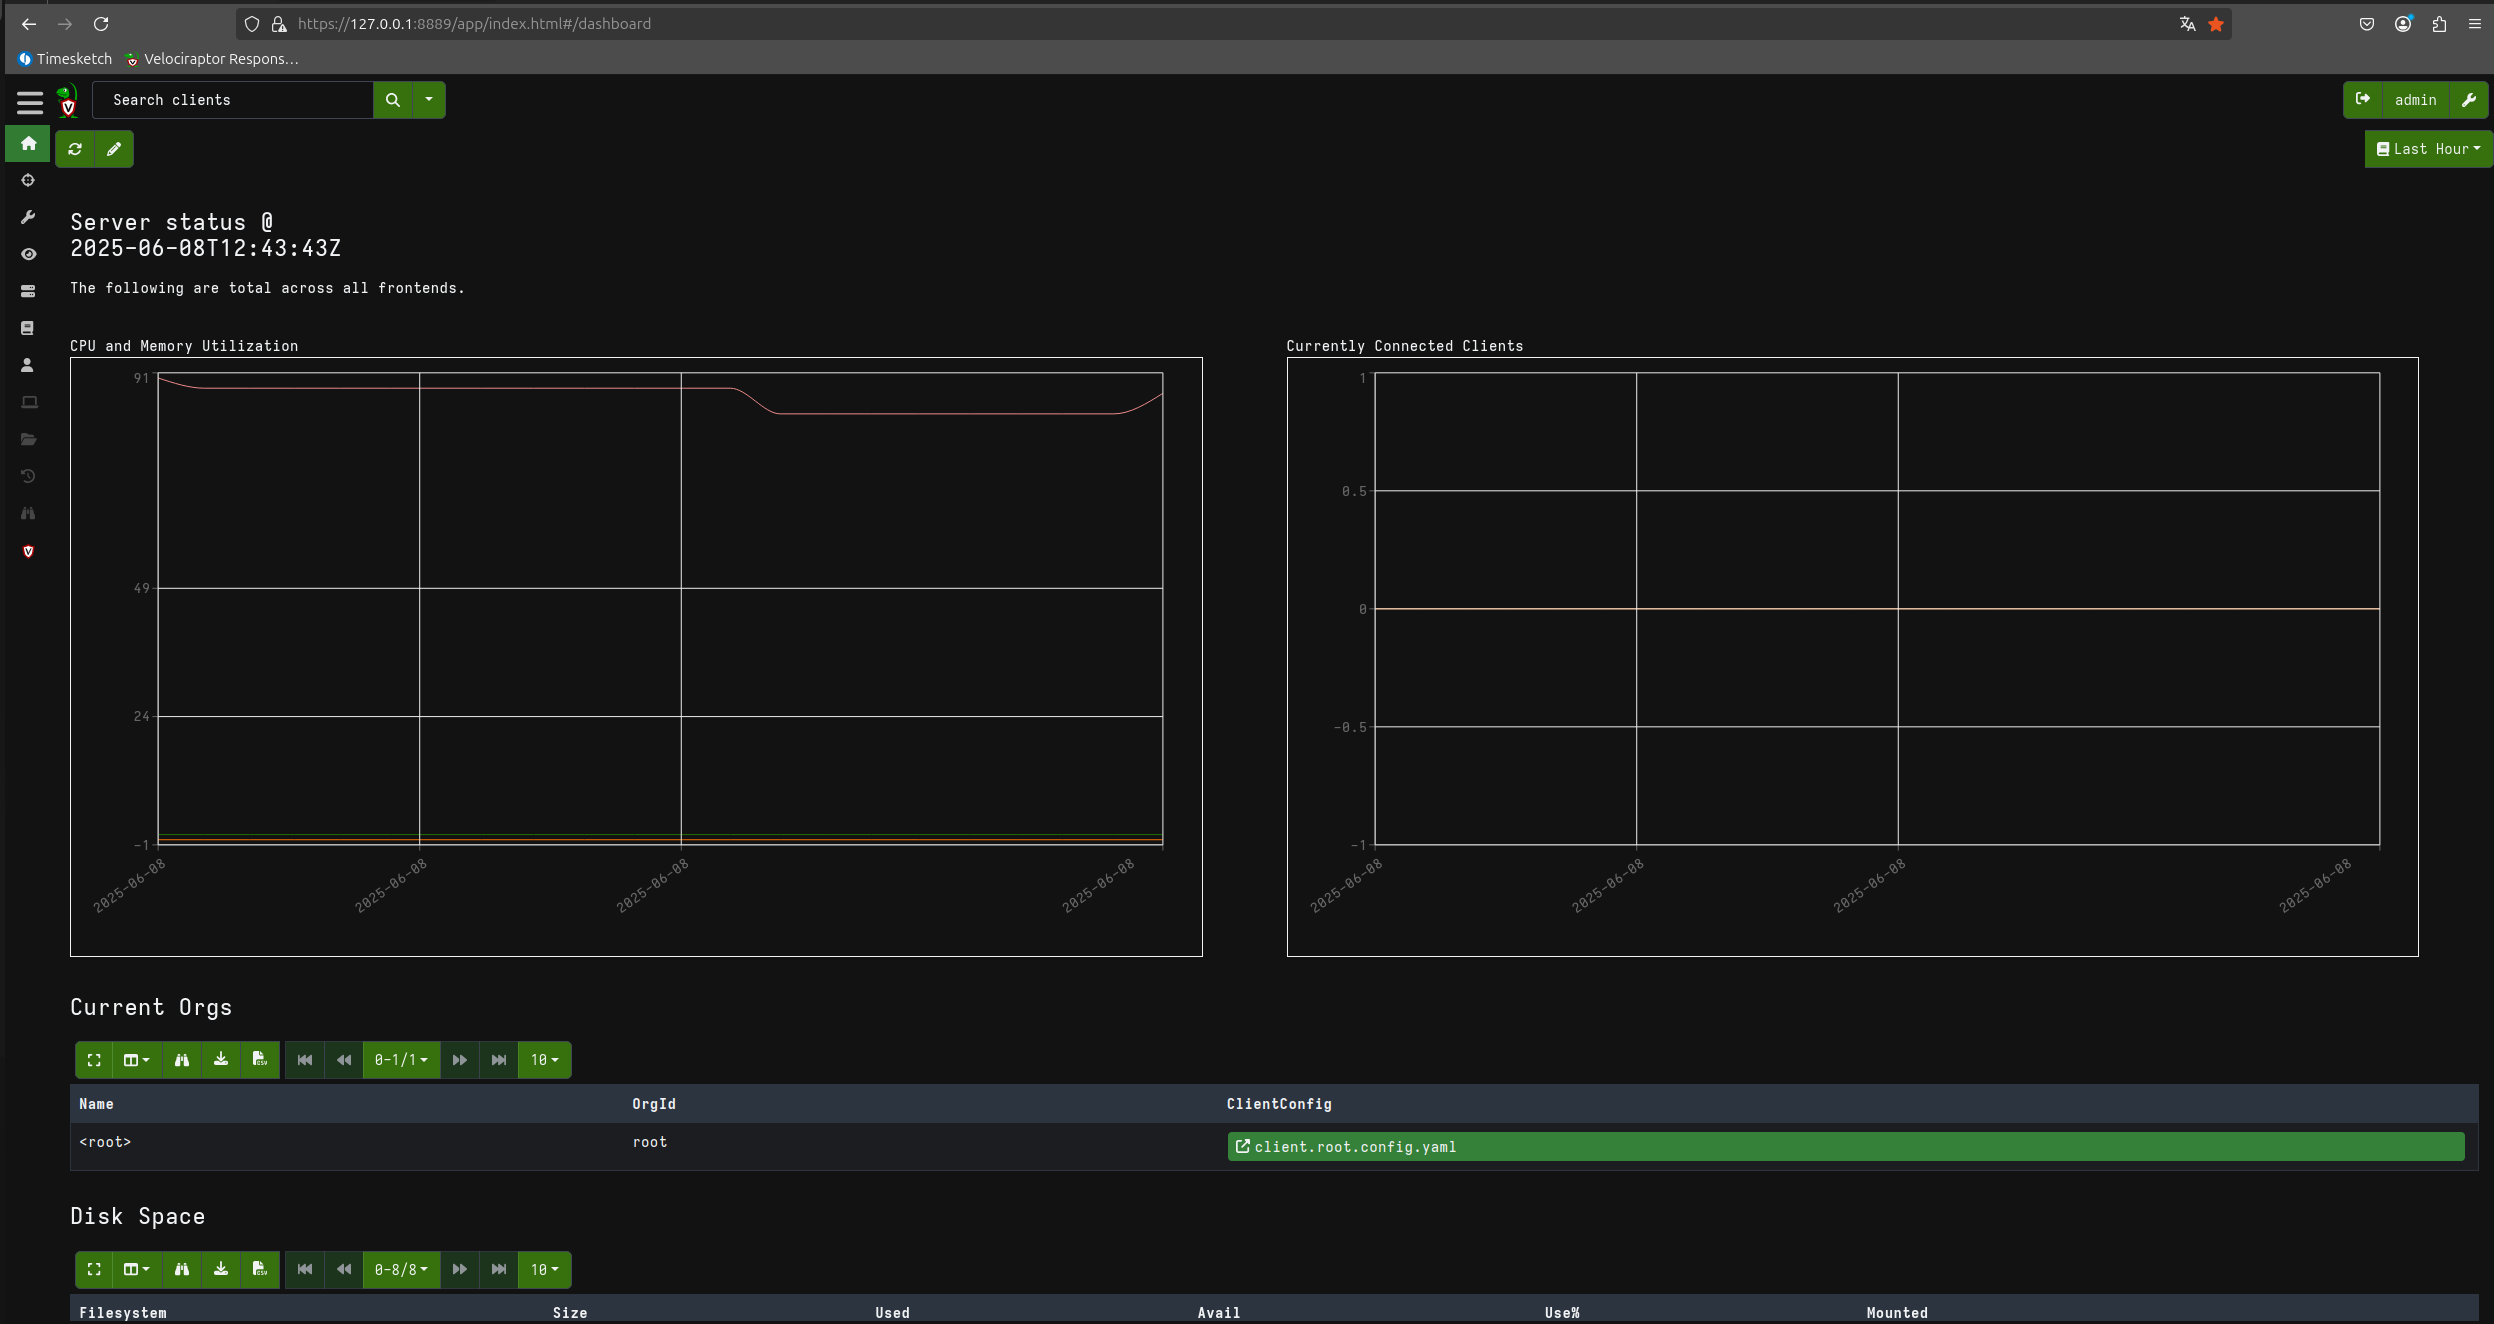 https://127.0.0.1:8889/app/index.html#/dashboard
Timesketch Velociraptor Respons…
Search clients
admin
Last Hour
Server status @
2025-06-08T12:43:43Z
The following are total across all frontends.
CPU and Memory Utilization
91
49
24
-1
2025-06-08 2025-06-08 2025-06-08 2025-06-08
Currently Connected Clients
1
0.5
0
-0.5
-1
2025-06-08 2025-06-08 2025-06-08 2025-06-08
Current Orgs
CSV 0-1/1 10
Name OrgId ClientConfig
<root> root client.root.config.yaml
Disk Space
CSV 0-8/8 10
Filesystem Size Used Avail Use% Mounted